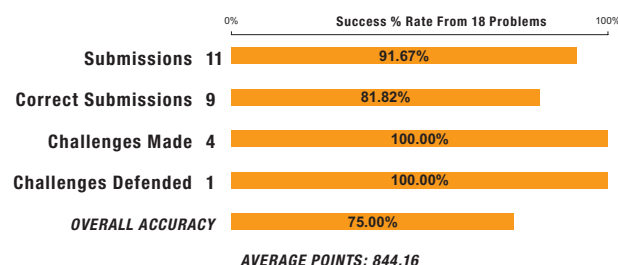 0% Success % Rate From 18 Problems 100%
Submissions 11 91.67%
Correct Submissions 9 81.82%
Challenges Made 4 100.00%
Challenges Defended 1 100.00%
OVERALL ACCURACY 75.00%
AVERAGE POINTS: 844.16